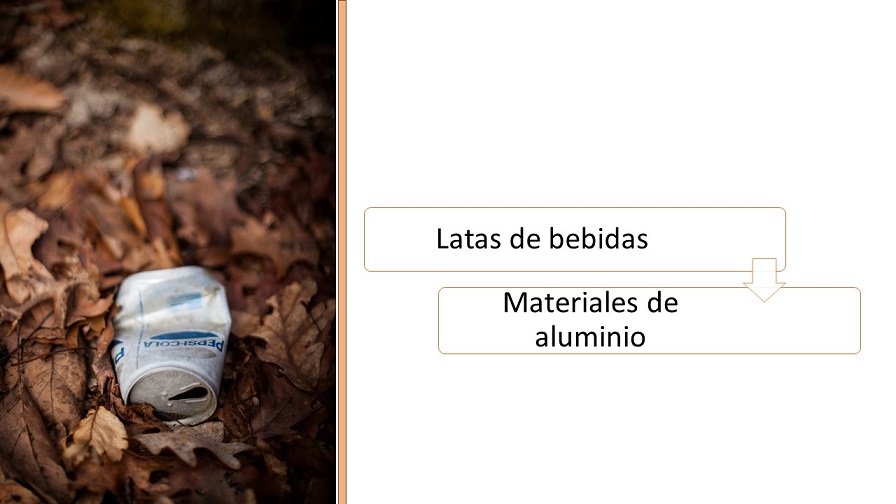 PEPSI-COLA
P
Latas de bebidas
Materiales de
aluminio